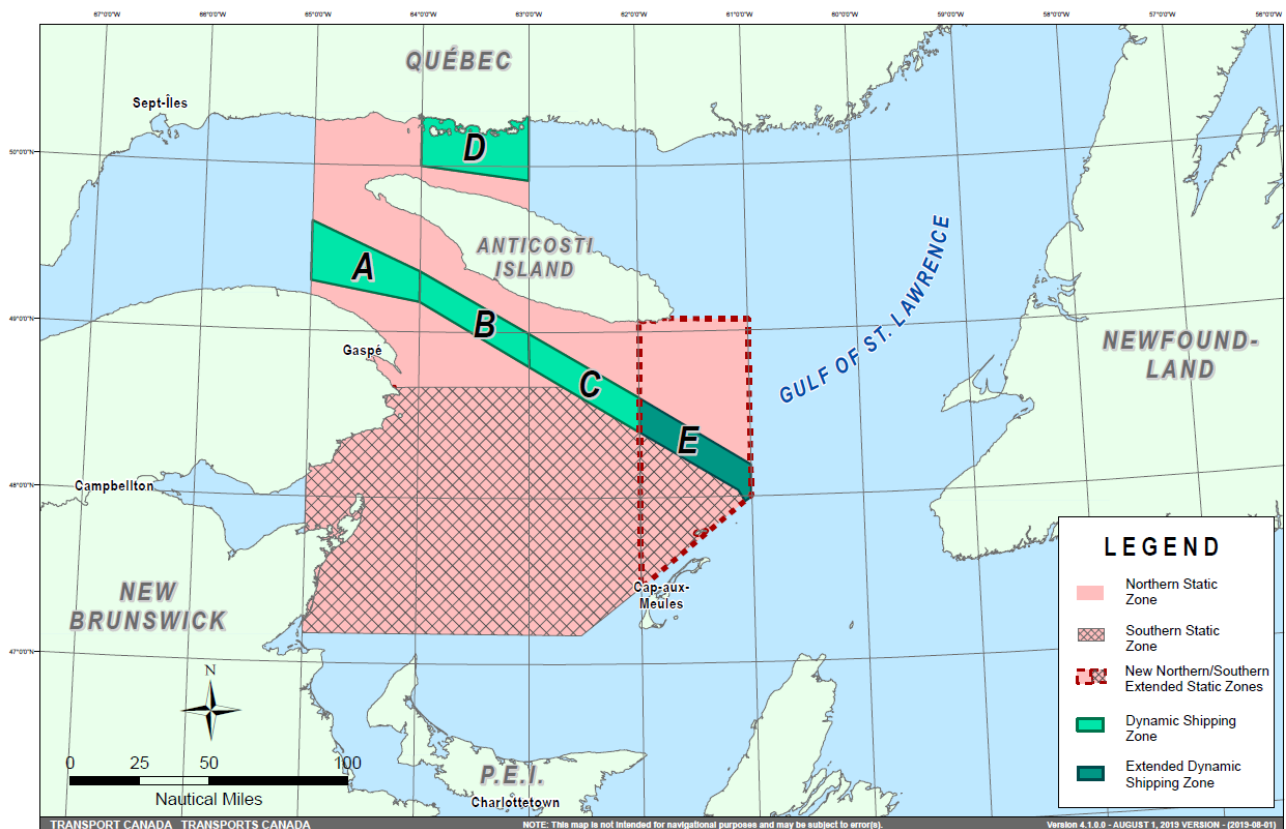 67°0'0"W 66°0'0"W 65°0'0"W 64°0'0"W 63°0'0"W 62°0'0"W 61°0'0"W 60°0'0"W 59°0'0"W 58°0'0"W 57°0'0"W 56°0'0"W
QUÉBEC
Sept-Îles
50°0'0"N
D
ANTICOSTI
ISLAND
A
B
49°0'0"N
Gaspé
C
E
GULF OF ST. LAWRENCE
NEWFOUND-
LAND
48°0'0"N
Campbellton
NEW
BRUNSWICK
Cap-aux-
Meules
47°0'0"N
N
0 25 50 100
Nautical Miles
P.E.I.
Charlottetown
LEGEND
Northern Static
Zone
Southern Static
Zone
New Northern/Southern
Extended Static Zones
Dynamic Shipping
Zone
Extended Dynamic
Shipping Zone
TRANSPORT CANADA TRANSPORTS CANADA
NOTE: This map is not intended for navigational purposes and may be subject to error(s).
Version 4.1.0.0 - AUGUST 1, 2019 VERSION - (2019-08-01)